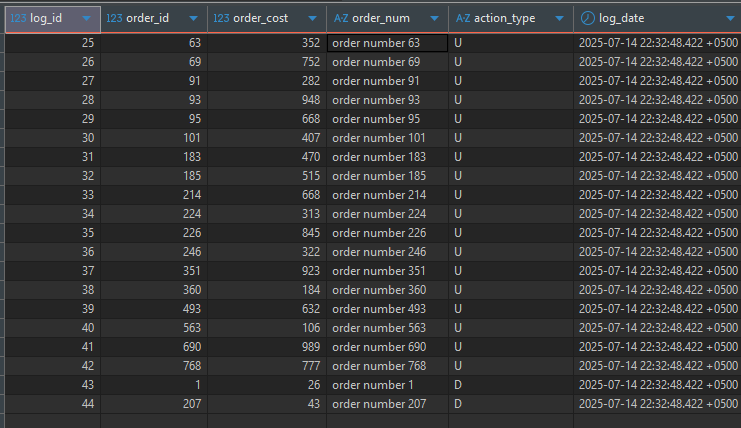 123 log_id 123 order_id 123 order_cost A-Z order_num A-Z action_type log_date
25 63 352 order number 63 U 2025-07-14 22:32:48.422 +0500
26 69 752 order number 69 U 2025-07-14 22:32:48.422 +0500
27 91 282 order number 91 U 2025-07-14 22:32:48.422 +0500
28 93 948 order number 93 U 2025-07-14 22:32:48.422 +0500
29 95 668 order number 95 U 2025-07-14 22:32:48.422 +0500
30 101 407 order number 101 U 2025-07-14 22:32:48.422 +0500
31 183 470 order number 183 U 2025-07-14 22:32:48.422 +0500
32 185 515 order number 185 U 2025-07-14 22:32:48.422 +0500
33 214 668 order number 214 U 2025-07-14 22:32:48.422 +0500
34 224 313 order number 224 U 2025-07-14 22:32:48.422 +0500
35 226 845 order number 226 U 2025-07-14 22:32:48.422 +0500
36 246 322 order number 246 U 2025-07-14 22:32:48.422 +0500
37 351 923 order number 351 U 2025-07-14 22:32:48.422 +0500
38 360 184 order number 360 U 2025-07-14 22:32:48.422 +0500
39 493 632 order number 493 U 2025-07-14 22:32:48.422 +0500
40 563 106 order number 563 U 2025-07-14 22:32:48.422 +0500
41 690 989 order number 690 U 2025-07-14 22:32:48.422 +0500
42 768 777 order number 768 U 2025-07-14 22:32:48.422 +0500
43 1 26 order number 1 D 2025-07-14 22:32:48.422 +0500
44 207 43 order number 207 D 2025-07-14 22:32:48.422 +0500